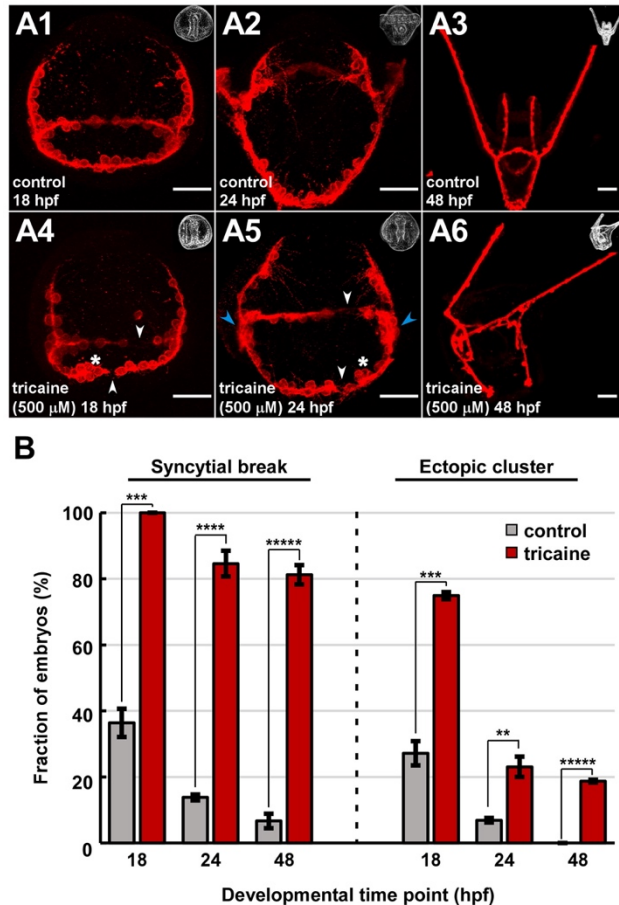 A1
control
18 hpf
A2
control
24 hpf
A3
control
48 hpf
A4
*
tricaine
(500 μM) 18 hpf
A5
*
tricaine
(500 μM) 24 hpf
A6
tricaine
(500 μM) 48 hpf
B
Syncytial break
Ectopic cluster
Fraction of embryos (%)
100
80
60
40
20
0
***
****
*****
***
**
*****
control
tricaine
18
24
48
18
24
48
Developmental time point (hpf)